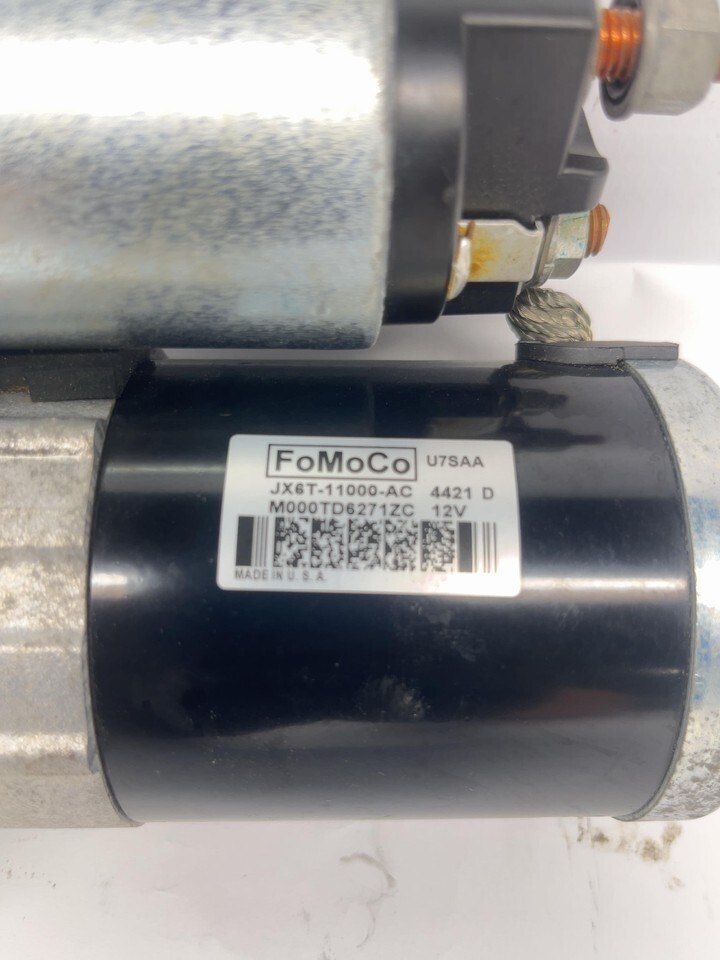 FoMoCo U7SAA
JX6T-11000-AC 4421 D
M000TD6271ZC 12V
MADE IN U.S.A.